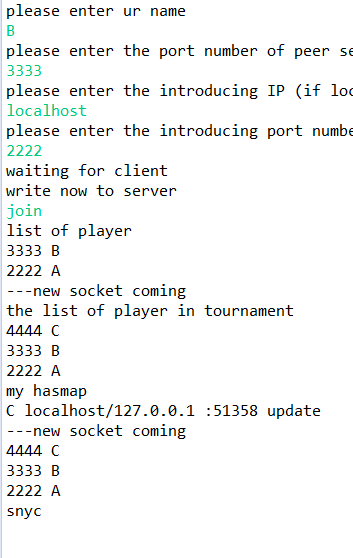 please enter ur name
B
please enter the port number of peer se
3333
please enter the introducing IP (if loc
localhost
please enter the introducing port numbe
2222
waiting for client
write now to server
join
list of player
3333 B
2222 A
---new socket coming
the list of player in tournament
4444 C
3333 B
2222 A
my hasmap
C localhost/127.0.0.1 :51358 update
---new socket coming
4444 C
3333 B
2222 A
snyc